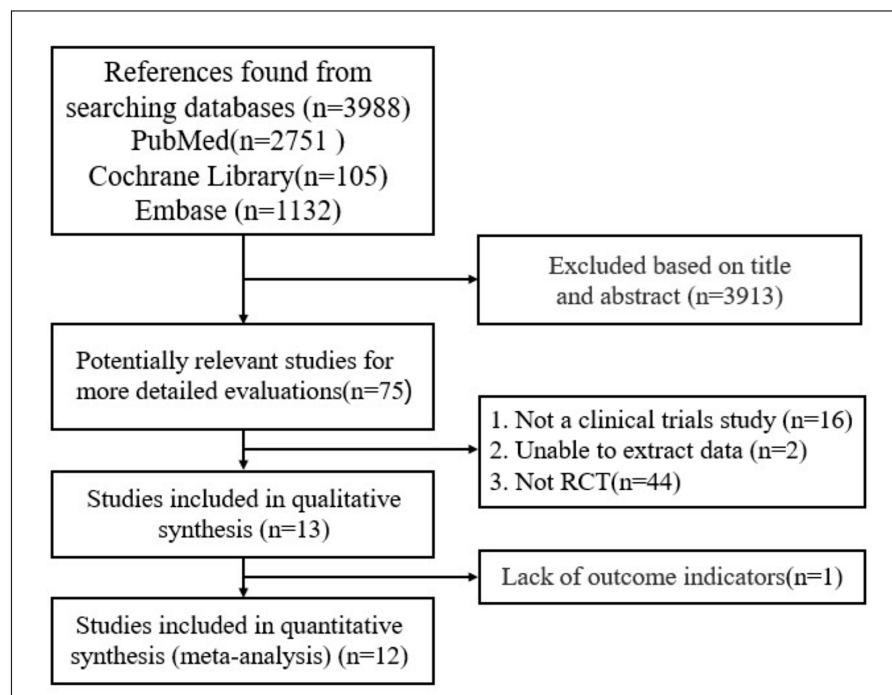 References found from
searching databases (n=3988)
PubMed(n=2751 )
Cochrane Library(n=105)
Embase (n=1132)
Excluded based on title
and abstract (n=3913)
Potentially relevant studies for
more detailed evaluations(n=75)
1. Not a clinical trials study (n=16)
2. Unable to extract data (n=2)
3. Not RCT(n=44)
Studies included in qualitative
synthesis (n=13)
Lack of outcome indicators(n=1)
Studies included in quantitative
synthesis (meta-analysis) (n=12)